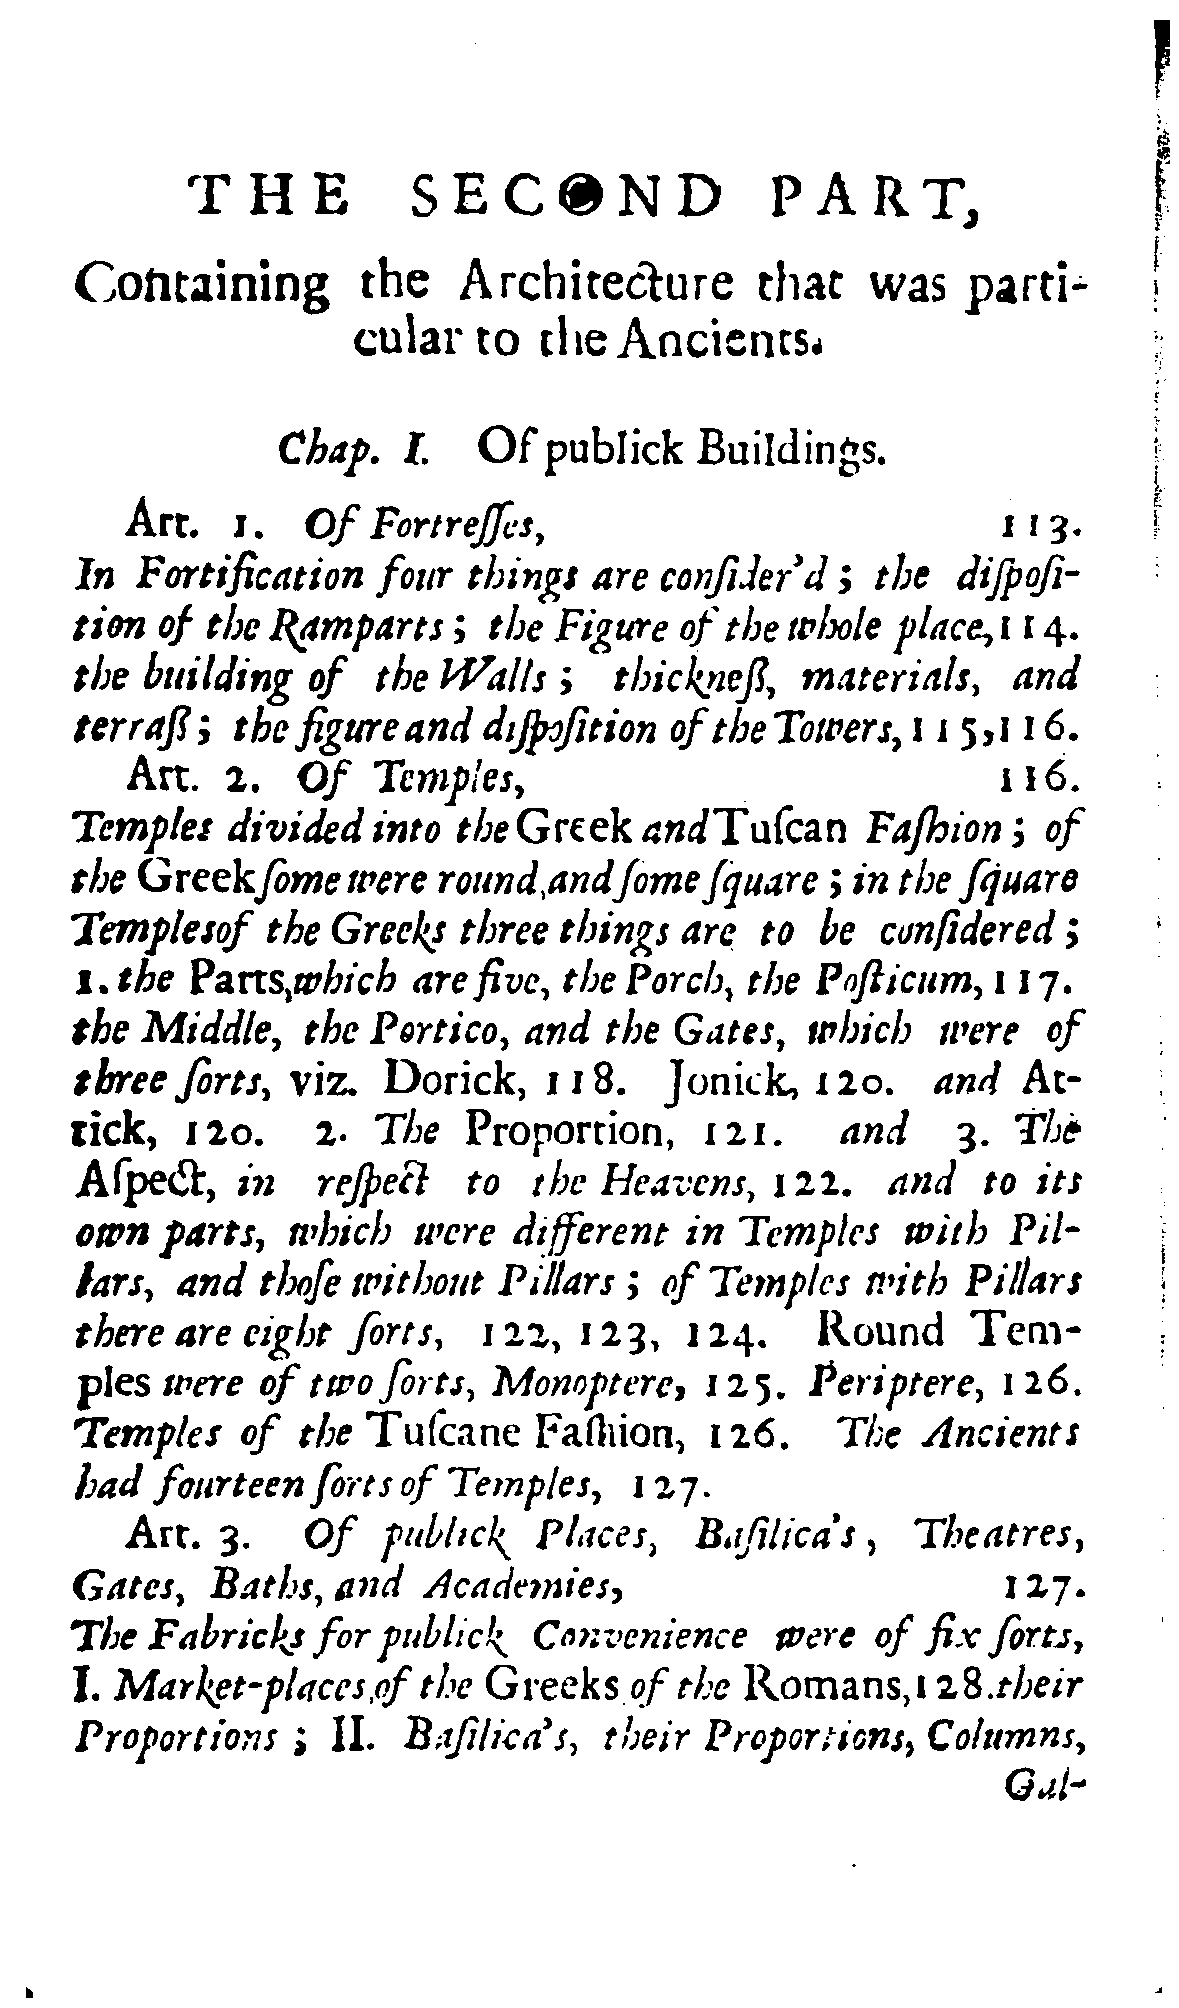 THE SECOND PART,
Containing the Architecture that was parti-
cular to the Ancients.
Chap. I. Of publick Buildings.
Art. 1. Of Fortreſſes, 113.
In Fortification four things are conſider'd; the diſpoſi-
tion of the Ramparts; the Figure of the whole place, 114.
the building of the Walls; thickneß, materials, and
terraß; the figure and diſpoſition of the Towers, 115, 116.
Art. 2. Of Temples, 116.
Temples divided into the Greek and Tuſcan Faſhion; of
the Greek ſome were round, and ſome ſquare; in the ſquare
Temples of the Greeks three things are to be conſidered;
1. the Parts, which are five, the Porch, the Poſticum, 117.
the Middle, the Portico, and the Gates, which were of
three ſorts, viz. Dorick, 118. Jonick, 120. and At-
tick, 120. 2. The Proportion, 121. and 3. The
Aſpect, in reſpect to the Heavens, 122. and to its
own parts, which were different in Temples with Pil-
lars, and thoſe without Pillars; of Temples with Pillars
there are eight ſorts, 122, 123, 124. Round Tem-
ples were of two ſorts, Monoptere, 125. Periptere, 126.
Temples of the Tuſcane Faſhion, 126. The Ancients
had fourteen ſorts of Temples, 127.
Art. 3. Of publick Places, Baſilica's, Theatres,
Gates, Baths, and Academies, 127.
The Fabricks for publick Convenience were of ſix ſorts,
I. Market-places, of the Greeks of the Romans, 128. their
Proportions; II. Baſilica's, their Proportions, Columns,
Gal-